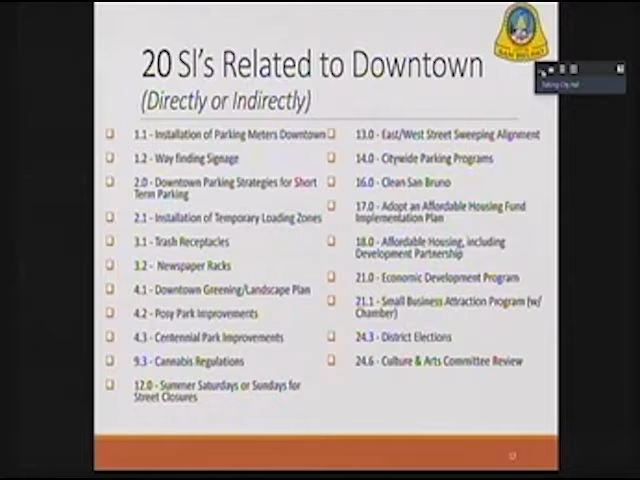 20 SI's Related to Downtown
(Directly or Indirectly)
1.1 - Installation of Parking Meters Downtown
1.2 - Way finding Signage
2.0 - Downtown Parking Strategies for Short
Term Parking
2.1 - Installation of Temporary Loading Zones
3.1 - Trash Receptacles
3.2 - Newspaper Racks
4.1 - Downtown Greening/Landscape Plan
4.2 - Posy Park Improvements
4.3 - Centennial Park Improvements
9.3 - Cannabis Regulations
12.0 - Summer Saturdays or Sundays for
Street Closures
13.0 - East/West Street Sweeping Alignment
14.0 - Citywide Parking Programs
16.0 - Clean San Bruno
17.0 - Adopt an Affordable Housing Fund
Implementation Plan
18.0 - Affordable Housing, including
Development Partnership
21.0 - Economic Development Program
21.1 - Small Business Attraction Program (w/
Chamber)
24.3 - District Elections
24.6 - Culture & Arts Committee Review
SAN BRUNO